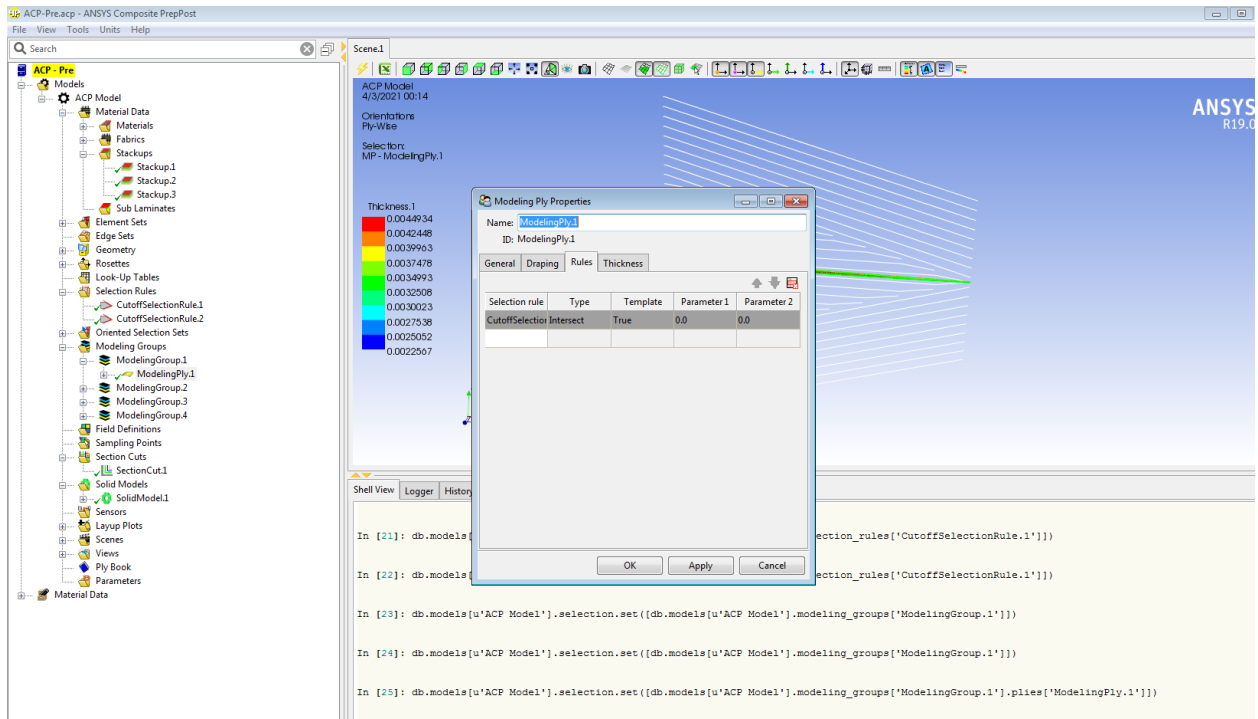 ACP-Pre.acp - ANSYS Composite PrepPost
File View Tools Units Help
Search
ACP - Pre
Models
ACP Model
Material Data
Materials
Fabrics
Stackups
Stackup.1
Stackup.2
Stackup.3
Sub Laminates
Element Sets
Edge Sets
Geometry
Rosettes
Look-Up Tables
Selection Rules
CutoffSelectionRule.1
CutoffSelectionRule.2
Oriented Selection Sets
Modeling Groups
ModelingGroup.1
ModelingPly.1
ModelingGroup.2
ModelingGroup.3
ModelingGroup.4
Field Definitions
Sampling Points
Section Cuts
SectionCut.1
Solid Models
SolidModel.1
Sensors
Layup Plots
Scenes
Views
Ply Book
Parameters
Material Data
Scene.1
ACP Model
4/3/2021 00:14
Orientations
Ply-Wise
Selection:
MP - ModelingPly.1
ANSYS
R19.0
Thickness.1
0.0044934
0.0042448
0.0039963
0.0037478
0.0034993
0.0032508
0.0030023
0.0027538
0.0025052
0.0022567
Modeling Ply Properties
Name: ModelingPly.1
ID: ModelingPly.1
General Draping Rules Thickness
Selection rule Type Template Parameter 1 Parameter 2
CutoffSelection Intersect True 0.0 0.0
OK Apply Cancel
Shell View Logger History
In [21]: db.models[ ection_rules['CutoffSelectionRule.1']])
In [22]: db.models[ ection_rules['CutoffSelectionRule.1']])
In [23]: db.models[u'ACP Model'].selection.set([db.models[u'ACP Model'].modeling_groups['ModelingGroup.1']])
In [24]: db.models[u'ACP Model'].selection.set([db.models[u'ACP Model'].modeling_groups['ModelingGroup.1']])
In [25]: db.models[u'ACP Model'].selection.set([db.models[u'ACP Model'].modeling_groups['ModelingGroup.1'].plies['ModelingPly.1']])